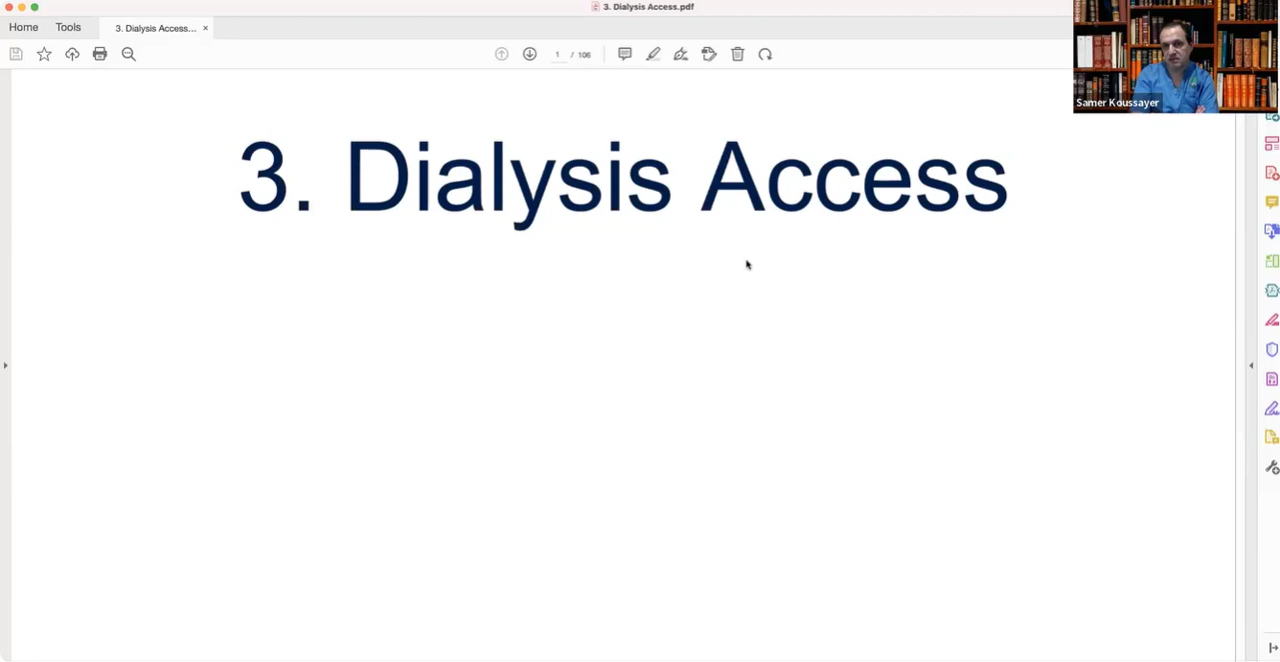 3. Dialysis Access.pdf
Home Tools 3. Dialysis Access... ×
1 / 106
Samer Koussayer
3. Dialysis Access